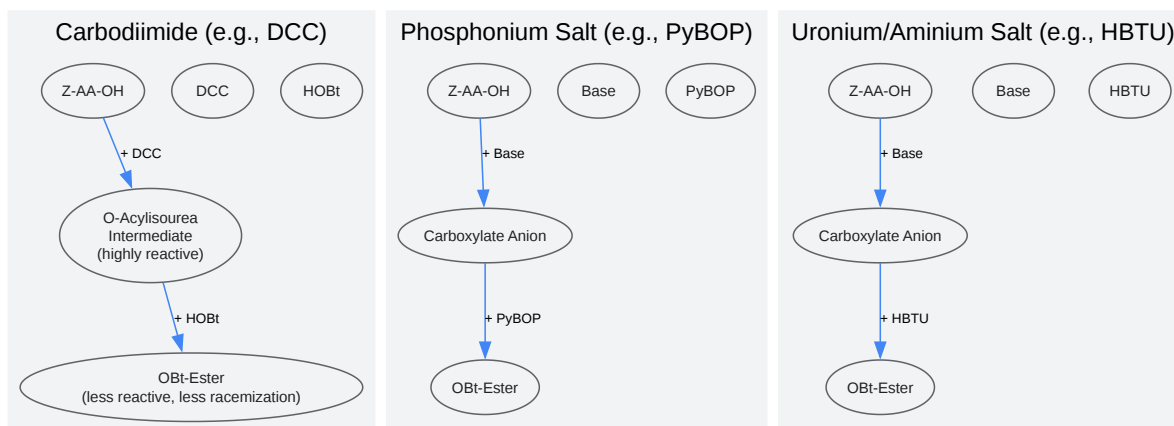 Carbodiimide (e.g., DCC)
Z-AA-OH
DCC
HOBt
+ DCC
O-Acylisourea
Intermediate
(highly reactive)
+ HOBt
OBt-Ester
(less reactive, less racemization)
Phosphonium Salt (e.g., PyBOP)
Z-AA-OH
Base
PyBOP
+ Base
Carboxylate Anion
+ PyBOP
OBt-Ester
Uronium/Aminium Salt (e.g., HBTU)
Z-AA-OH
Base
HBTU
+ Base
Carboxylate Anion
+ HBTU
OBt-Ester